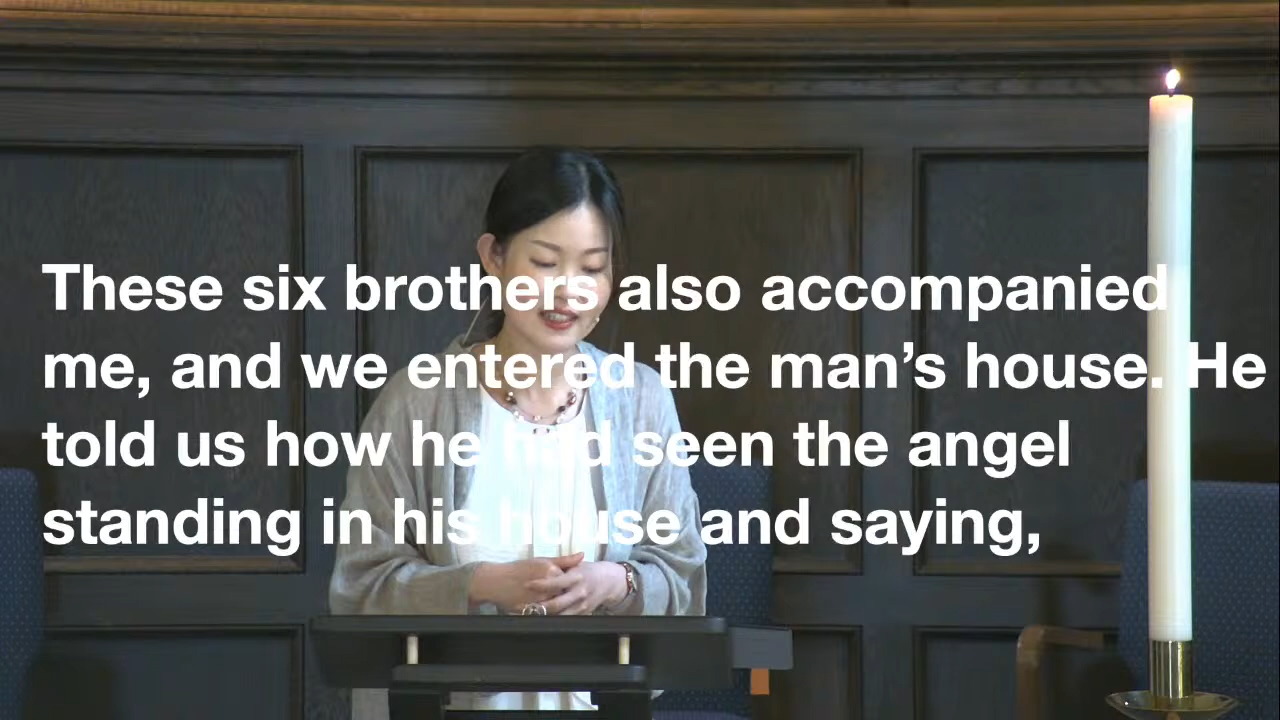 These six brothers also accompanied
me, and we entered the man’s house. He
told us how he had seen the angel
standing in his house and saying,